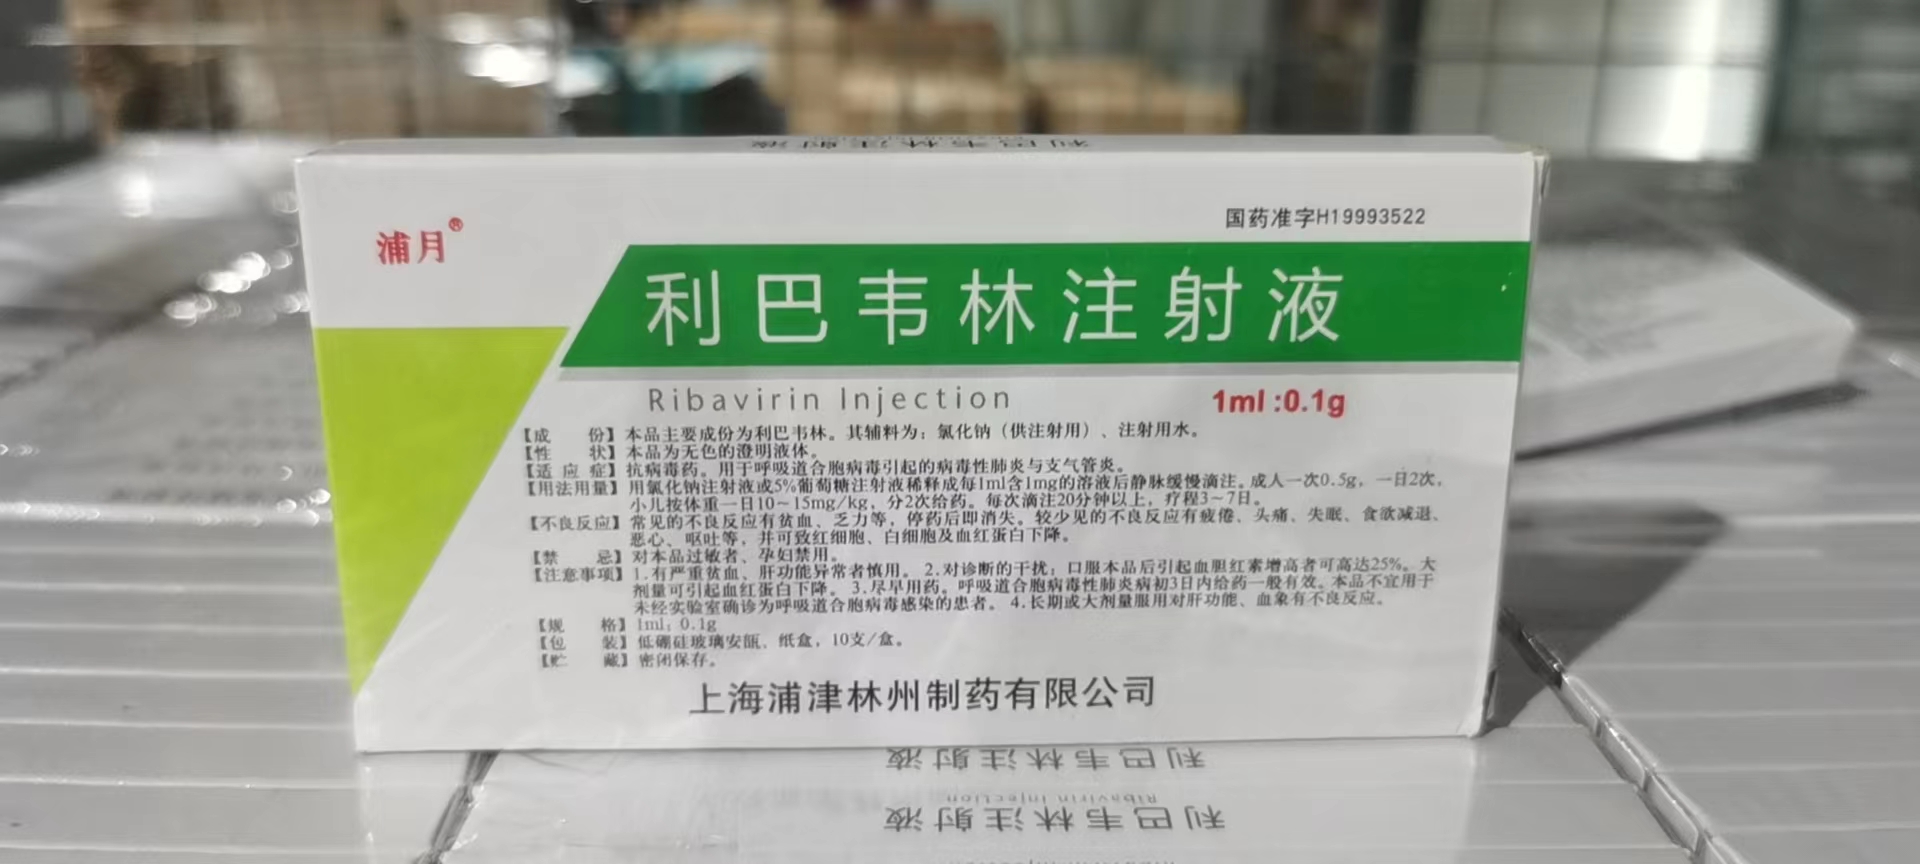 利巴韦林注射液
浦月®
国药准字H19993522
利巴韦林注射液
Ribavirin Injection
1ml:0.1g
【成 份】本品主要成份为利巴韦林。其辅料为：氯化钠（供注射用）、注射用水。
【性 状】本品为无色的澄明液体。
【适应症】抗病毒药。用于呼吸道合胞病毒引起的病毒性肺炎与支气管炎。
【用法用量】用氯化钠注射液或5%葡萄糖注射液稀释成每1ml含1mg的溶液后静脉缓慢滴注。成人一次0.5g，一日2次，
小儿按体重一日10～15mg/kg，分2次给药。每次滴注20分钟以上，疗程3～7日。
【不良反应】常见的不良反应有贫血、乏力等，停药后即消失。较少见的不良反应有疲倦、头痛、失眠、食欲减退、
恶心、呕吐等，并可致红细胞、白细胞及血红蛋白下降。
【禁 忌】对本品过敏者、孕妇禁用。
【注意事项】1.有严重贫血、肝功能异常者慎用。2.对诊断的干扰：口服本品后引起血胆红素增高者可高达25%。大
剂量可引起血红蛋白下降。3.尽早用药。呼吸道合胞病毒性肺炎病初3日内给药一般有效。本品不宜用于
未经实验室确诊为呼吸道合胞病毒感染的患者。4.长期或大剂量服用对肝功能、血象有不良反应。
【规 格】1ml：0.1g
【包 装】低硼硅玻璃安瓿、纸盒，10支/盒。
【贮 藏】密闭保存。
上海浦津林州制药有限公司
利巴韦林注射液
Ribavirin Injection
利巴韦林注射液